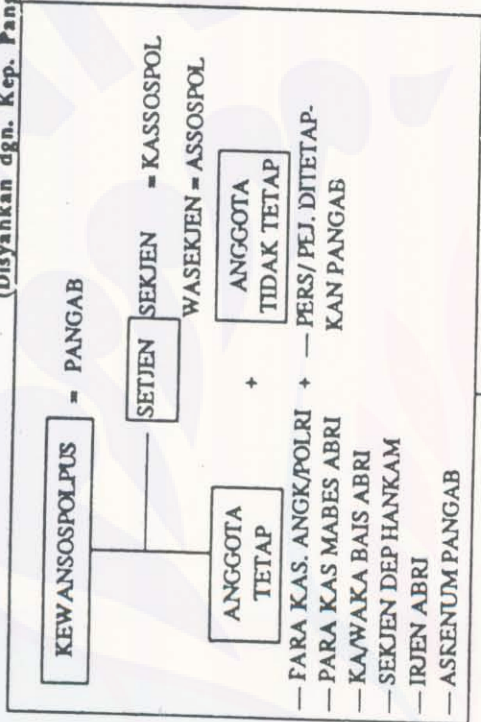 (Disyahkan dgn. Kep. Pang
KEWANSOSPOLPUS = PANGAB
SETJEN SEKJEN = KASSOSPOL
WASEKJEN = ASSOSPOL
ANGGOTA
TETAP
+
ANGGOTA
TIDAK TETAP
— PARA KAS. ANGK/POLRI + — PERS/PEJ. DITETAP-
— PARA KAS MABES ABRI KAN PANGAB
— KA/WAKA BAIS ABRI
— SEKJEN DEP HANKAM
— IRJEN ABRI
— ASRENUM PANGAB